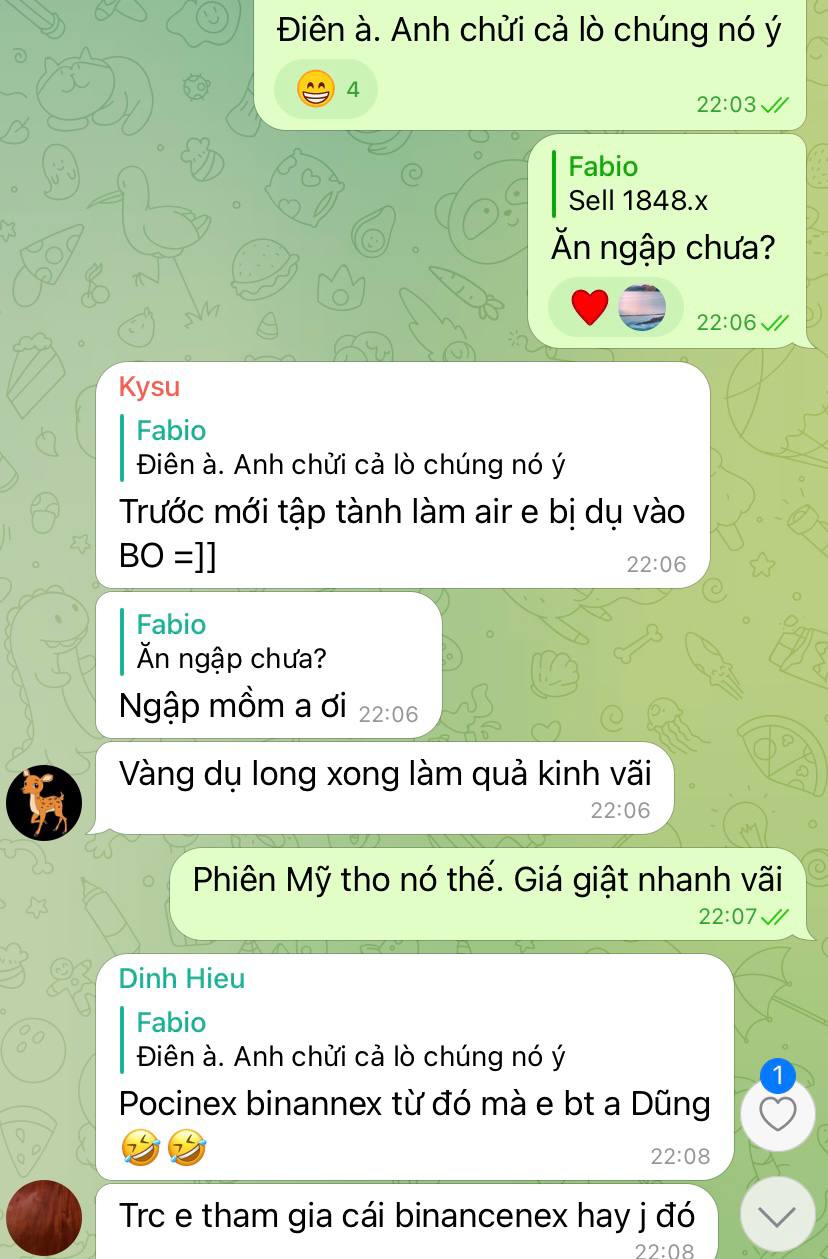 Điên à. Anh chửi cả lò chúng nó ý
😁 4
22:03
Fabio
Sell 1848.x
Ăn ngập chưa?
22:06
Kysu
Fabio
Điên à. Anh chửi cả lò chúng nó ý
Trước mới tập tành làm air e bị dụ vào
BO =]]
22:06
Fabio
Ăn ngập chưa?
Ngập mồm a ơi 22:06
Vàng dụ long xong làm quả kinh vãi
22:06
Phiên Mỹ tho nó thế. Giá giật nhanh vãi
22:07
Dinh Hieu
Fabio
Điên à. Anh chửi cả lò chúng nó ý
Pocinex binannex từ đó mà e bt a Dũng
🤣🤣
22:08
1
Trc e tham gia cái binancenex hay j đó
22:08